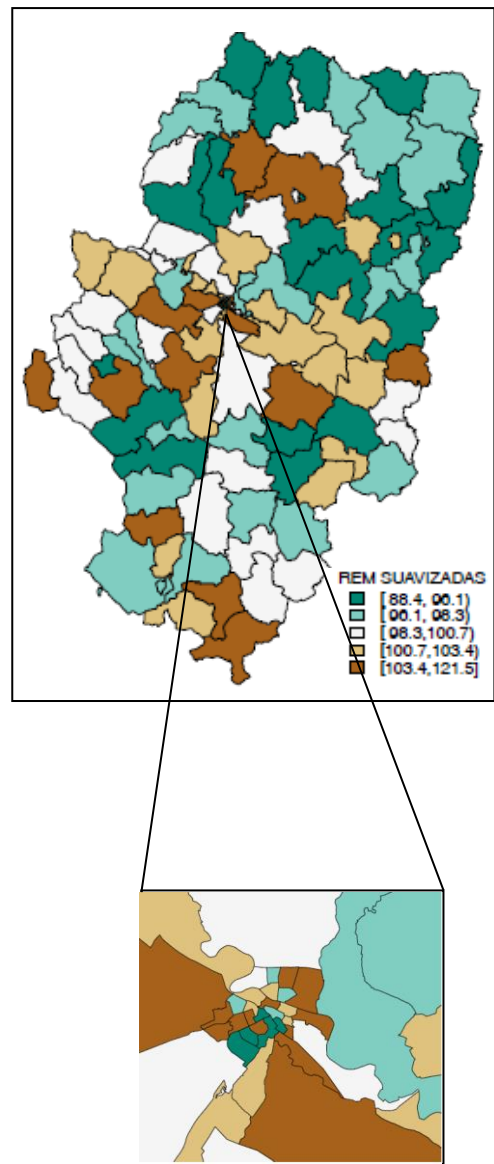 REM SUAVIZADAS
[ 88.4, 96.1)
[ 96.1, 98.3)
[ 98.3,100.7)
[100.7,103.4)
[103.4,121.5]